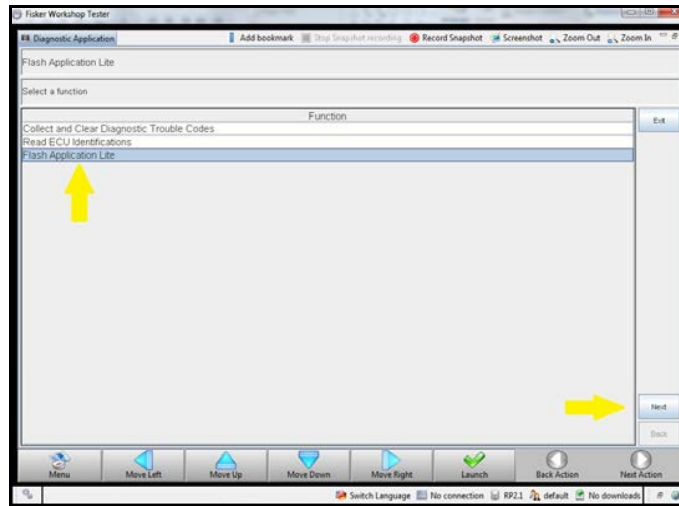 Fisker Workshop Tester
Diagnostic Application
Add bookmark Stop Snapshot recording Record Snapshot Screenshot Zoom Out Zoom In
Flash Application Lite
Select a function
Function
Exit
Collect and Clear Diagnostic Trouble Codes
Read ECU Identifications
Flash Application Lite
Next
Back
Menu Move Left Move Up Move Down Move Right Launch Back Action Next Action
Switch Language No connection RP2.1 default No downloads